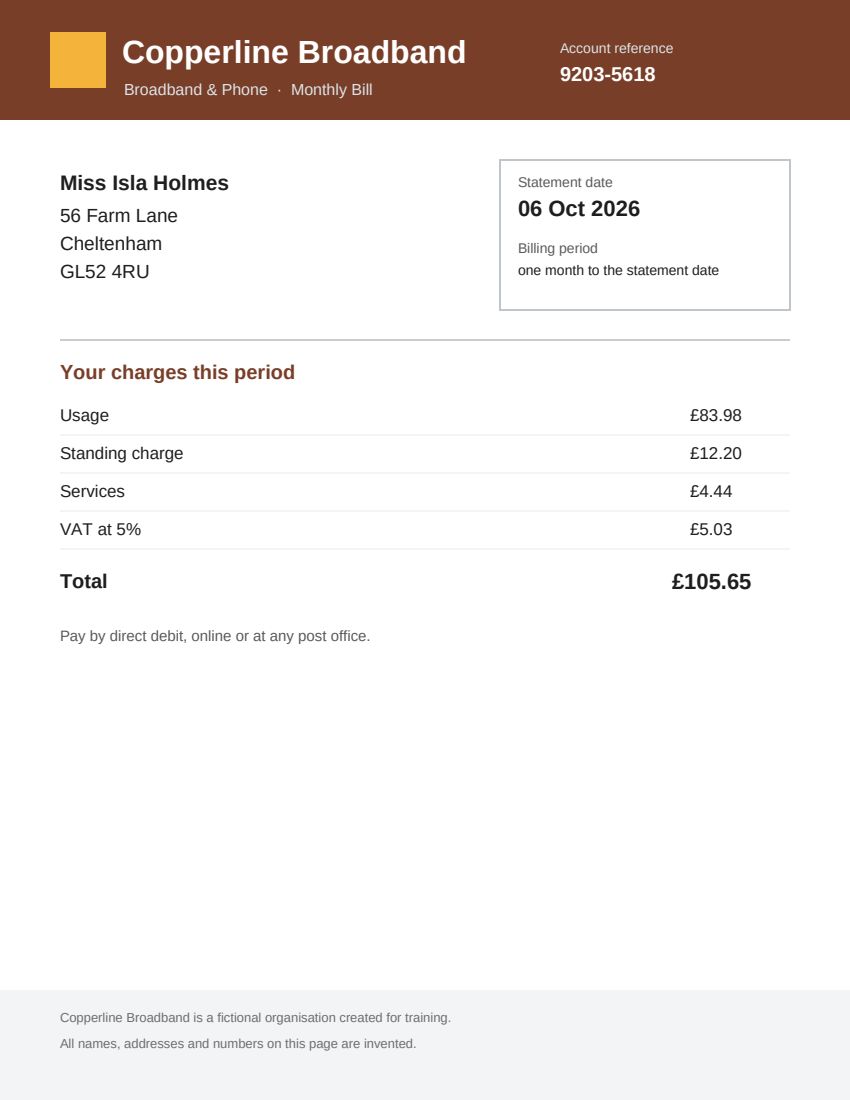 Copperline Broadband
Broadband & Phone · Monthly Bill
Account reference
9203-5618
Miss Isla Holmes
56 Farm Lane
Cheltenham
GL52 4RU
Statement date
06 Oct 2026
Billing period
one month to the statement date
Your charges this period
Usage £83.98
Standing charge £12.20
Services £4.44
VAT at 5% £5.03
Total £105.65
Pay by direct debit, online or at any post office.
Copperline Broadband is a fictional organisation created for training.
All names, addresses and numbers on this page are invented.